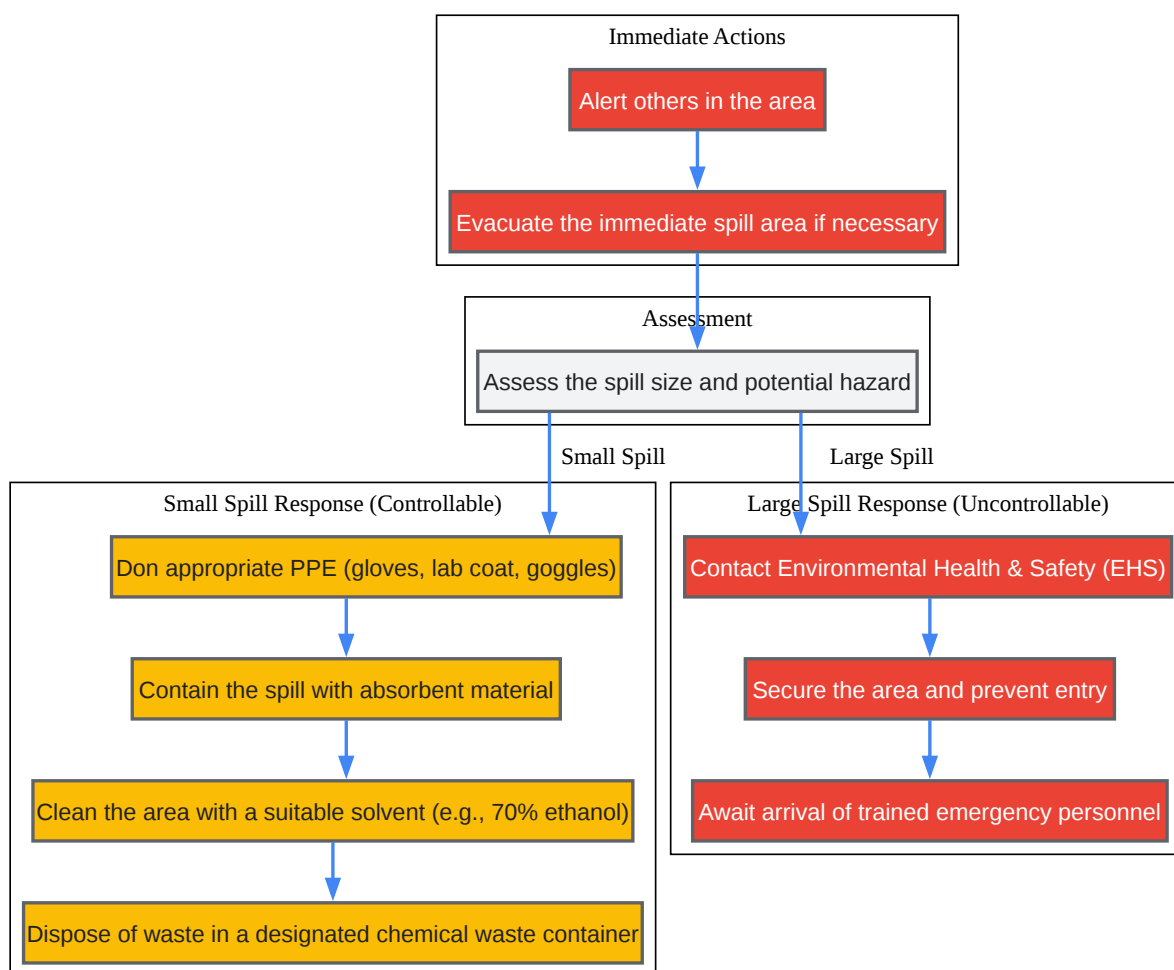 Immediate Actions
Alert others in the area
Evacuate the immediate spill area if necessary
Assessment
Assess the spill size and potential hazard
Small Spill
Large Spill
Small Spill Response (Controllable)
Don appropriate PPE (gloves, lab coat, goggles)
Contain the spill with absorbent material
Clean the area with a suitable solvent (e.g., 70% ethanol)
Dispose of waste in a designated chemical waste container
Large Spill Response (Uncontrollable)
Contact Environmental Health & Safety (EHS)
Secure the area and prevent entry
Await arrival of trained emergency personnel